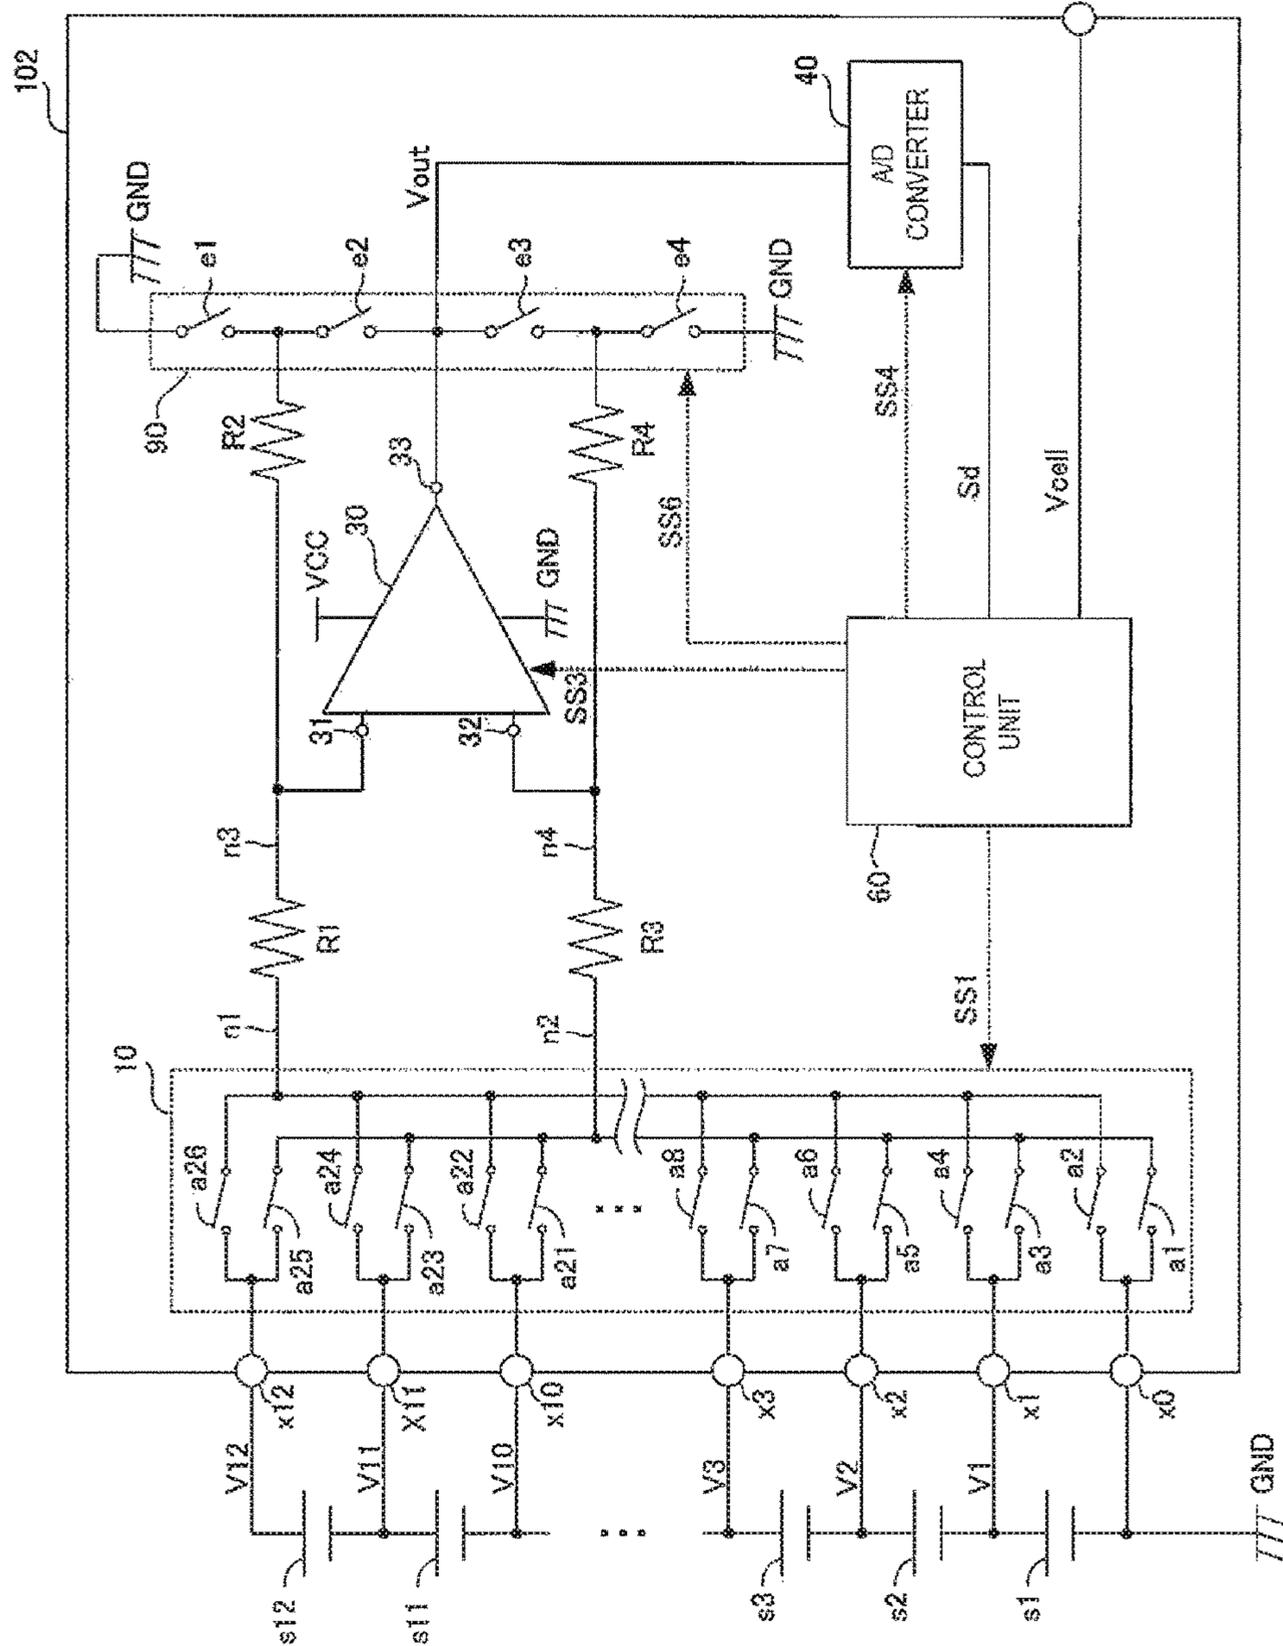 102
GND
e1
e2
Vout
e3
e4
GND
90
R2
R4
33
30
VCC
GND
31
32
SS3
SS6
SS4
40
A/D
CONVERTER
Sd
Vcell
CONTROL
UNIT
60
SS1
n3
n4
R1
R3
n1
n2
10
a26
a25
a24
a23
a22
a21
a8
a7
a6
a5
a4
a3
a2
a1
x12
X11
x10
x3
x2
x1
x0
V12
V11
V10
V3
V2
V1
GND
s12
s11
s3
s2
s1